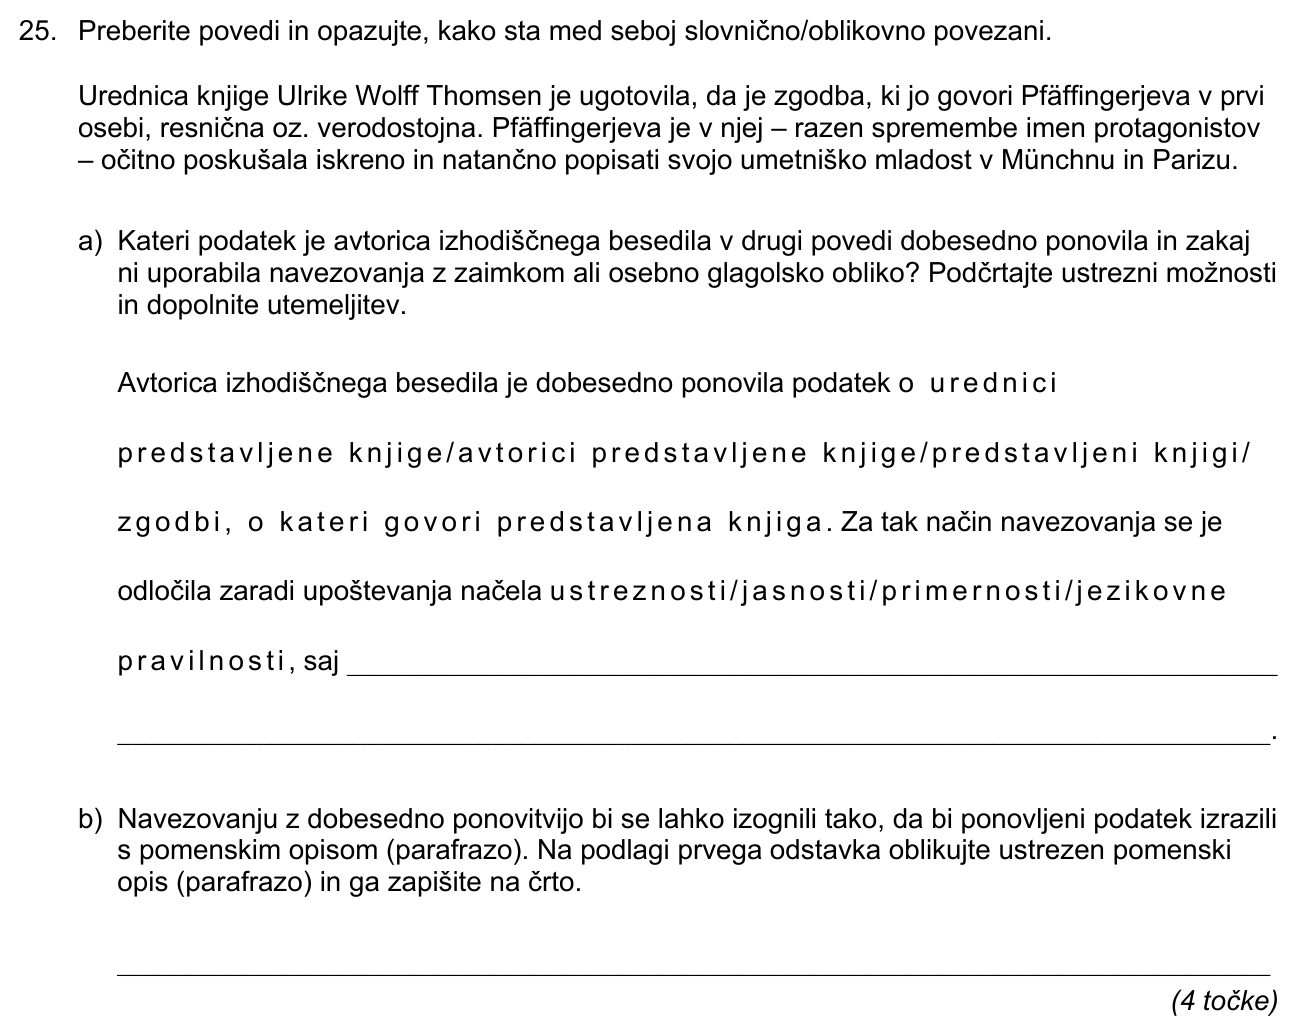 25. Preberite povedi in opazujte, kako sta med seboj slovnično/oblikovno povezani.
Urednica knjige Ulrike Wolff Thomsen je ugotovila, da je zgodba, ki jo govori Pfäffingerjeva v prvi
osebi, resnična oz. verodostojna. Pfäffingerjeva je v njej – razen spremembe imen protagonistov
– očitno poskušala iskreno in natančno popisati svojo umetniško mladost v Münchnu in Parizu.
a) Kateri podatek je avtorica izhodiščnega besedila v drugi povedi dobesedno ponovila in zakaj
ni uporabila navezovanja z zaimkom ali osebno glagolsko obliko? Podčrtajte ustrezni možnosti
in dopolnite utemeljitev.
Avtorica izhodiščnega besedila je dobesedno ponovila podatek o urednici
predstavljene knjige/avtorici predstavljene knjige/predstavljeni knjigi/
zgodbi, o kateri govori predstavljena knjiga. Za tak način navezovanja se je
odločila zaradi upoštevanja načela ustreznosti/jasnosti/primernosti/jezikovne
pravilnosti, saj ______________________________
______________________________.
b) Navezovanju z dobesedno ponovitvijo bi se lahko izognili tako, da bi ponovljeni podatek izrazili
s pomenskim opisom (parafrazo). Na podlagi prvega odstavka oblikujte ustrezen pomenski
opis (parafrazo) in ga zapišite na črto.
______________________________
(4 točke)